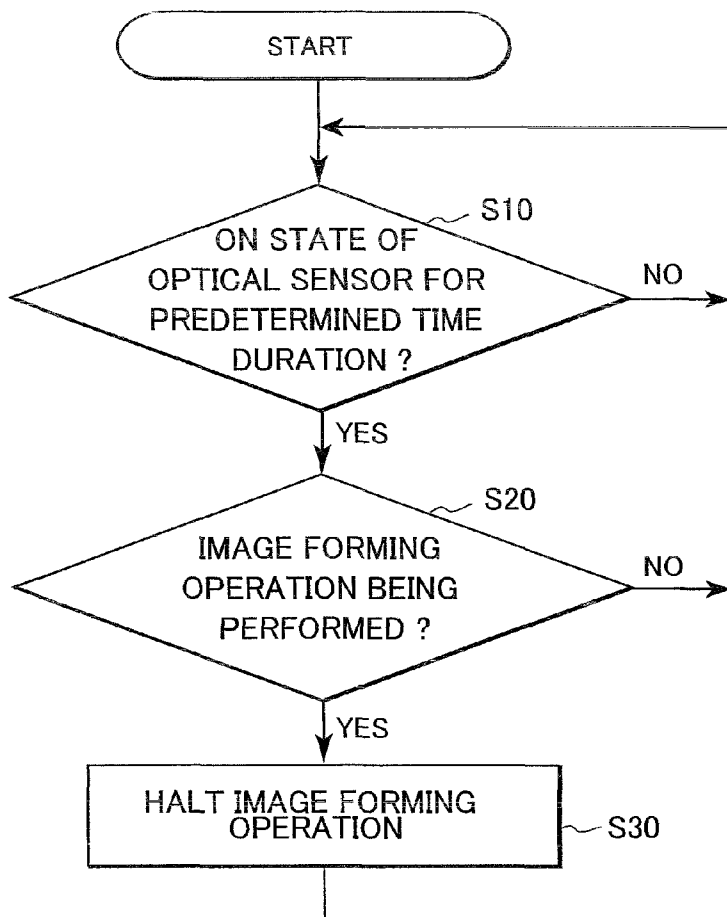 START
S10
ON STATE OF
OPTICAL SENSOR FOR
PREDETERMINED TIME
DURATION ?
NO
YES
S20
IMAGE FORMING
OPERATION BEING
PERFORMED ?
NO
YES
HALT IMAGE FORMING
OPERATION
S30